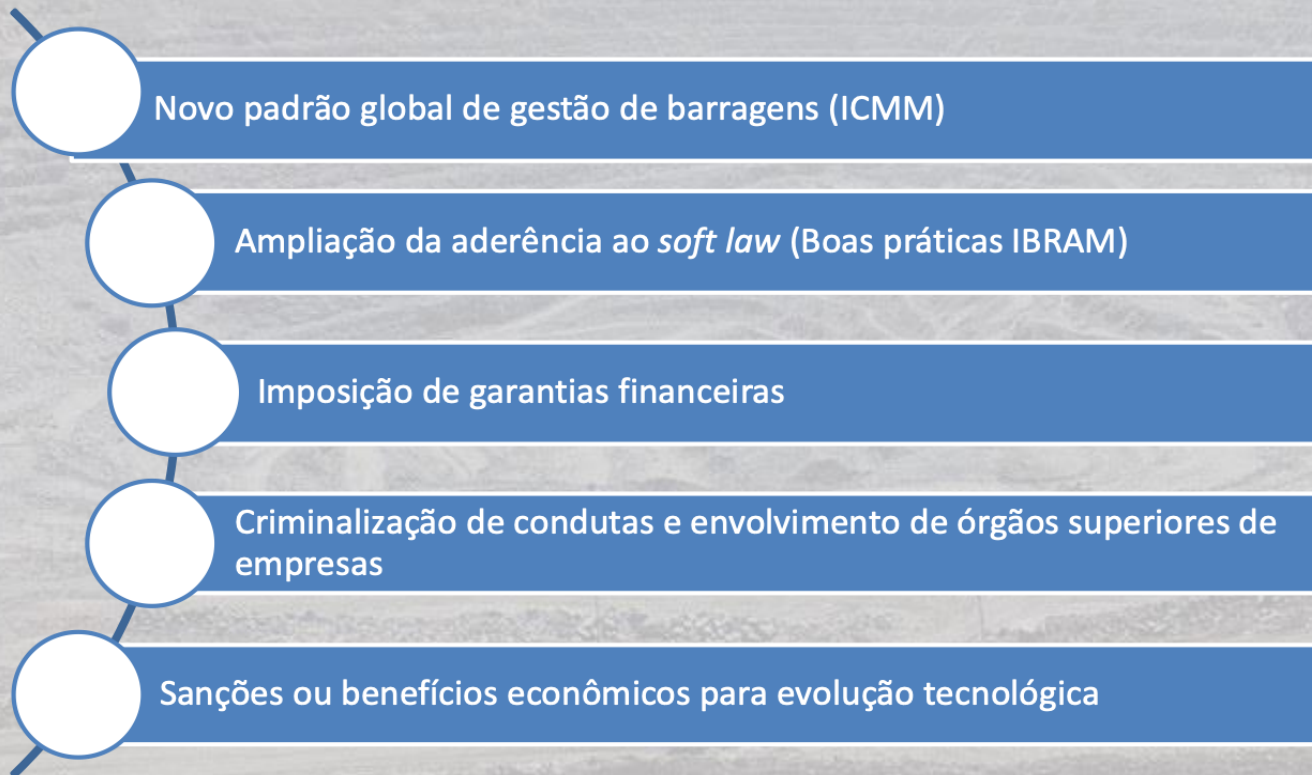 Novo padrão global de gestão de barragens (ICMM)
Ampliação da aderência ao soft law (Boas práticas IBRAM)
Imposição de garantias financeiras
Criminalização de condutas e envolvimento de órgãos superiores de
empresas
Sanções ou benefícios econômicos para evolução tecnológica